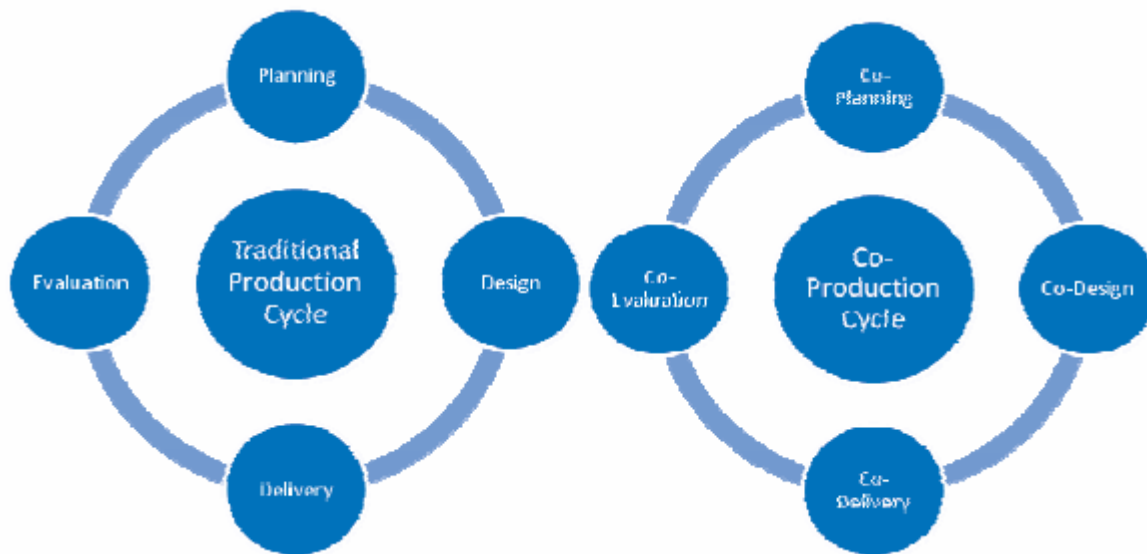 Planning
Evaluation
Traditional
Production
Cycle
Design
Delivery
Co-
Planning
Co-
Evaluation
Co-
Production
Cycle
Co-Design
Co-
Delivery